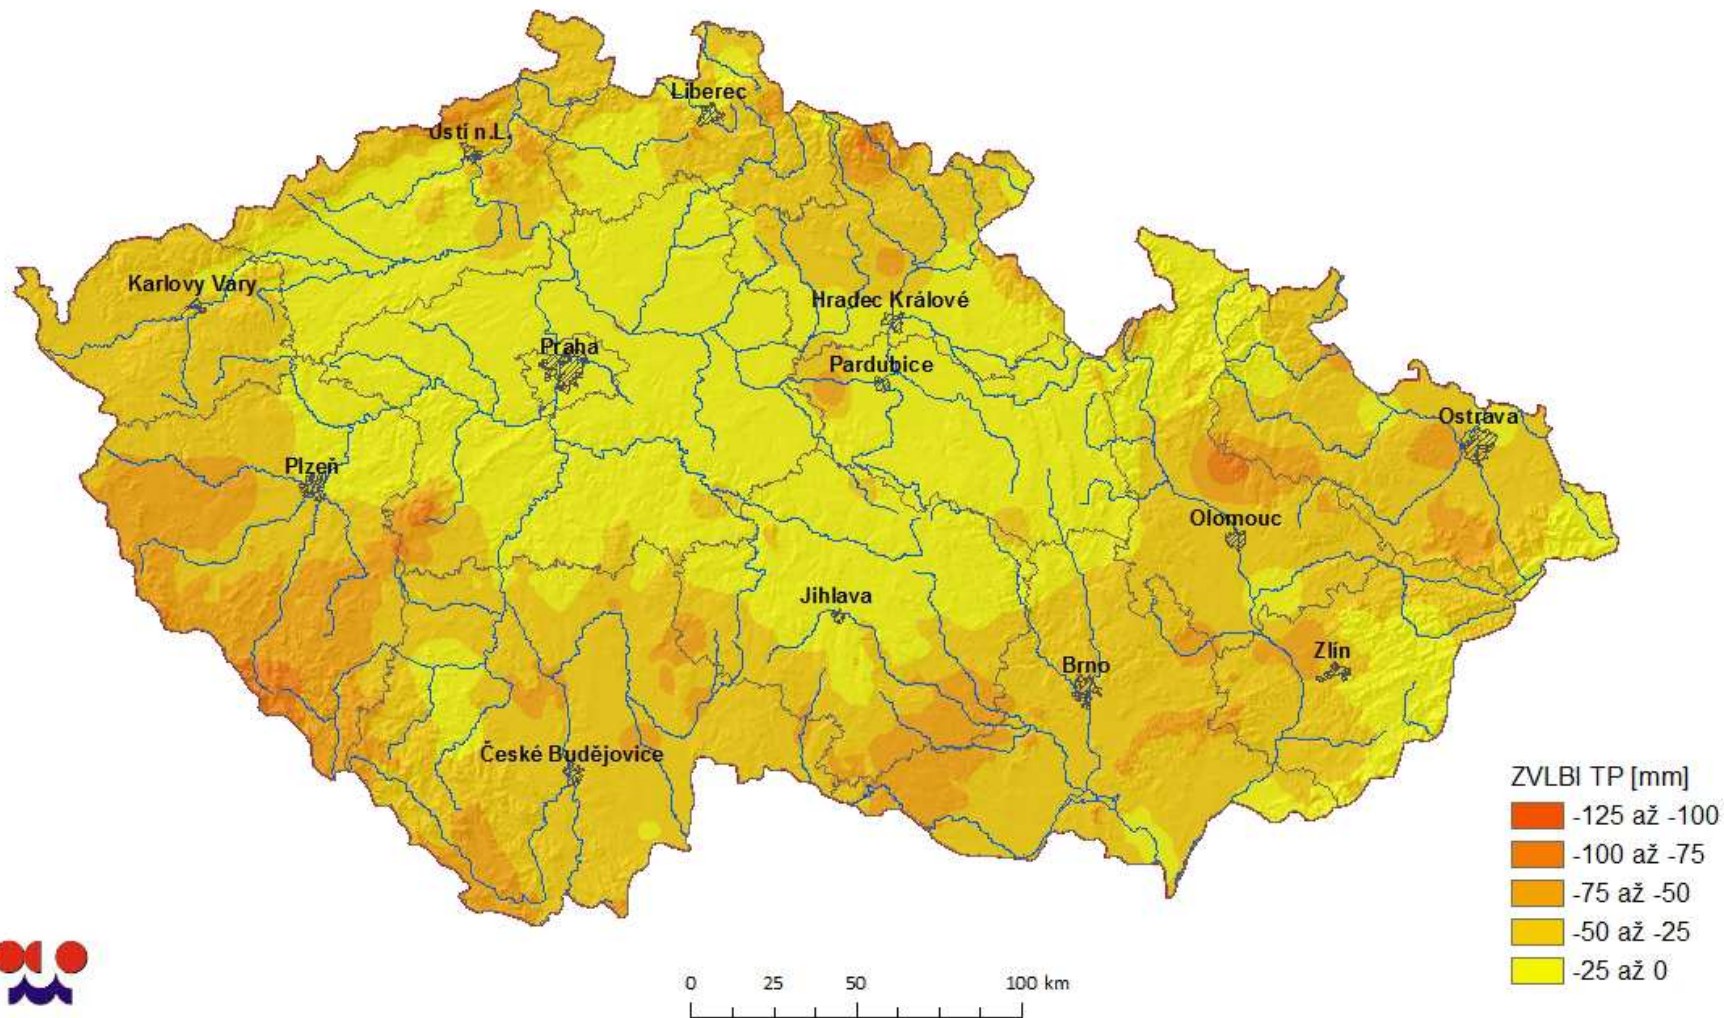 Liberec
Ústí n.L.
Karlovy Vary
Hradec Králové
Praha
Pardubice
Ostrava
Plzeň
Olomouc
Jihlava
Zlín
Brno
České Budějovice
ZVLBI TP [mm]
-125 až -100
-100 až -75
-75 až -50
-50 až -25
-25 až 0
0 25 50 100 km